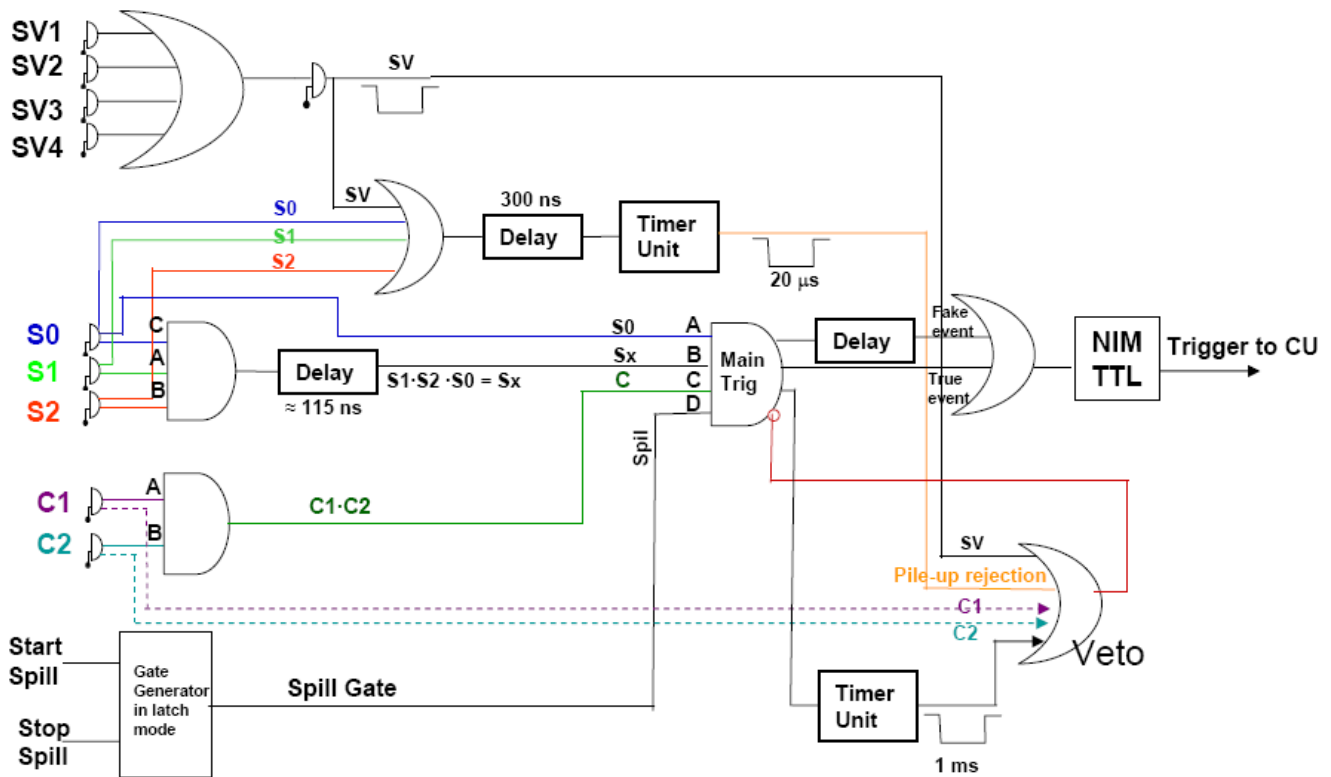 SV1
SV2
SV3
SV4
SV
SV
S0
S1
S2
300 ns
Delay
Timer
Unit
20 μs
S0
S1
S2
C
A
B
Delay
≈ 115 ns
S1·S2 ·S0 = Sx
S0
Sx
C
A
B
C
D
Main
Trig
Delay
Fake
event
True
event
NIM
TTL
Trigger to CU
Spil
C1
C2
A
B
C1·C2
SV
Pile-up rejection
C1
C2
Veto
Start
Spill
Stop
Spill
Gate
Generator
in latch
mode
Spill Gate
Timer
Unit
1 ms